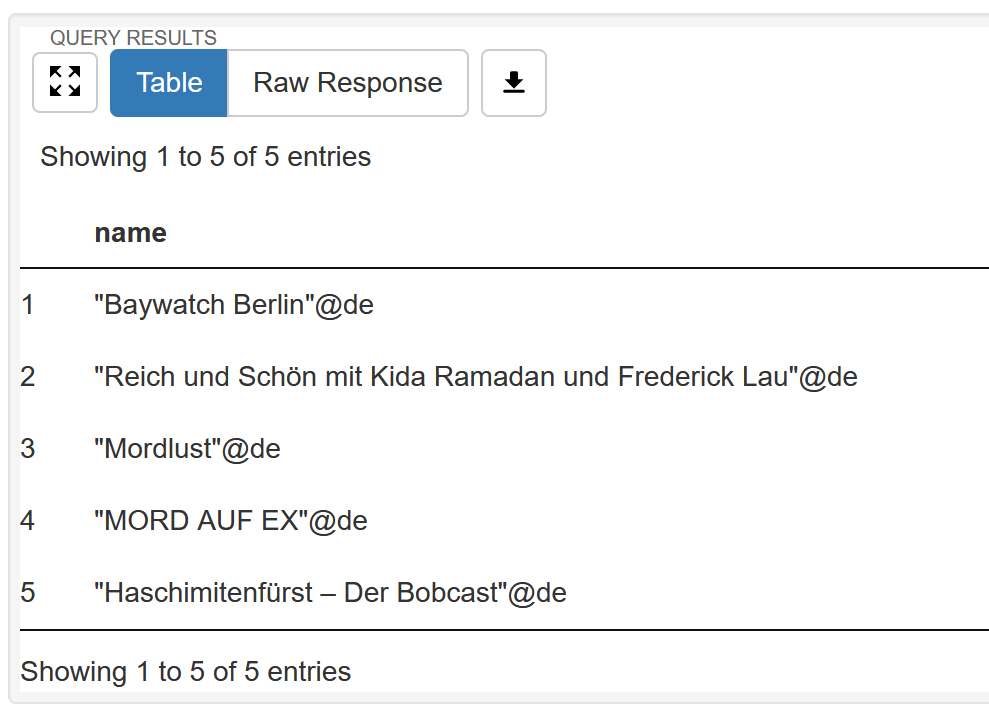 QUERY RESULTS
Table Raw Response
Showing 1 to 5 of 5 entries
name
1 "Baywatch Berlin"@de
2 "Reich und Schön mit Kida Ramadan und Frederick Lau"@de
3 "Mordlust"@de
4 "MORD AUF EX"@de
5 "Haschimitenfürst – Der Bobcast"@de
Showing 1 to 5 of 5 entries